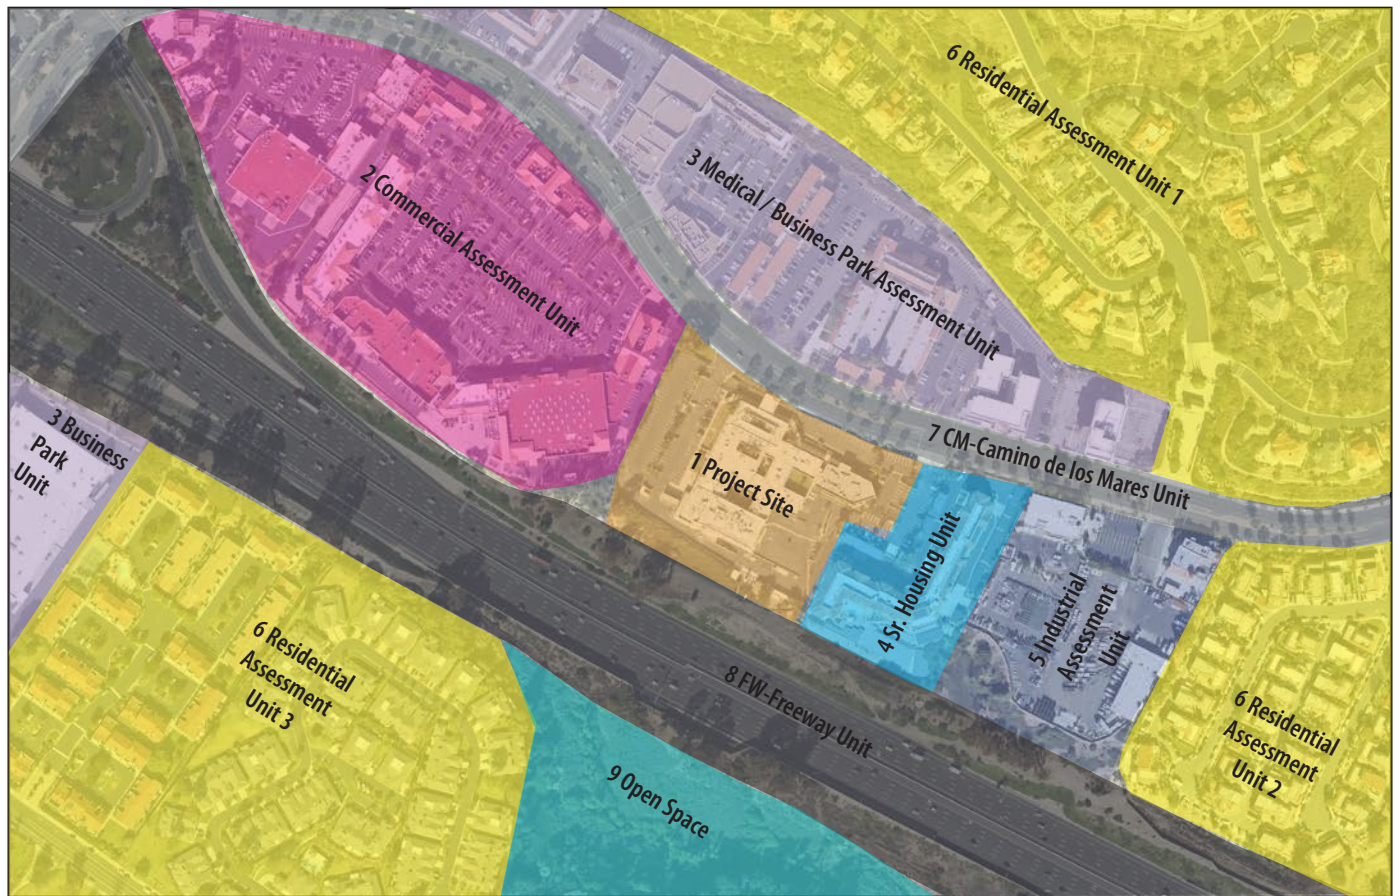 6 Residential Assessment Unit 1
3 Medical / Business Park Assessment Unit
2 Commercial Assessment Unit
3 Business
Park
Unit
7 CM-Camino de los Mares Unit
1 Project Site
4 Sr. Housing Unit
5 Industrial
Assessment
Unit
6 Residential
Assessment
Unit 3
8 FW-Freeway Unit
6 Residential
Assessment
Unit 2
9 Open Space